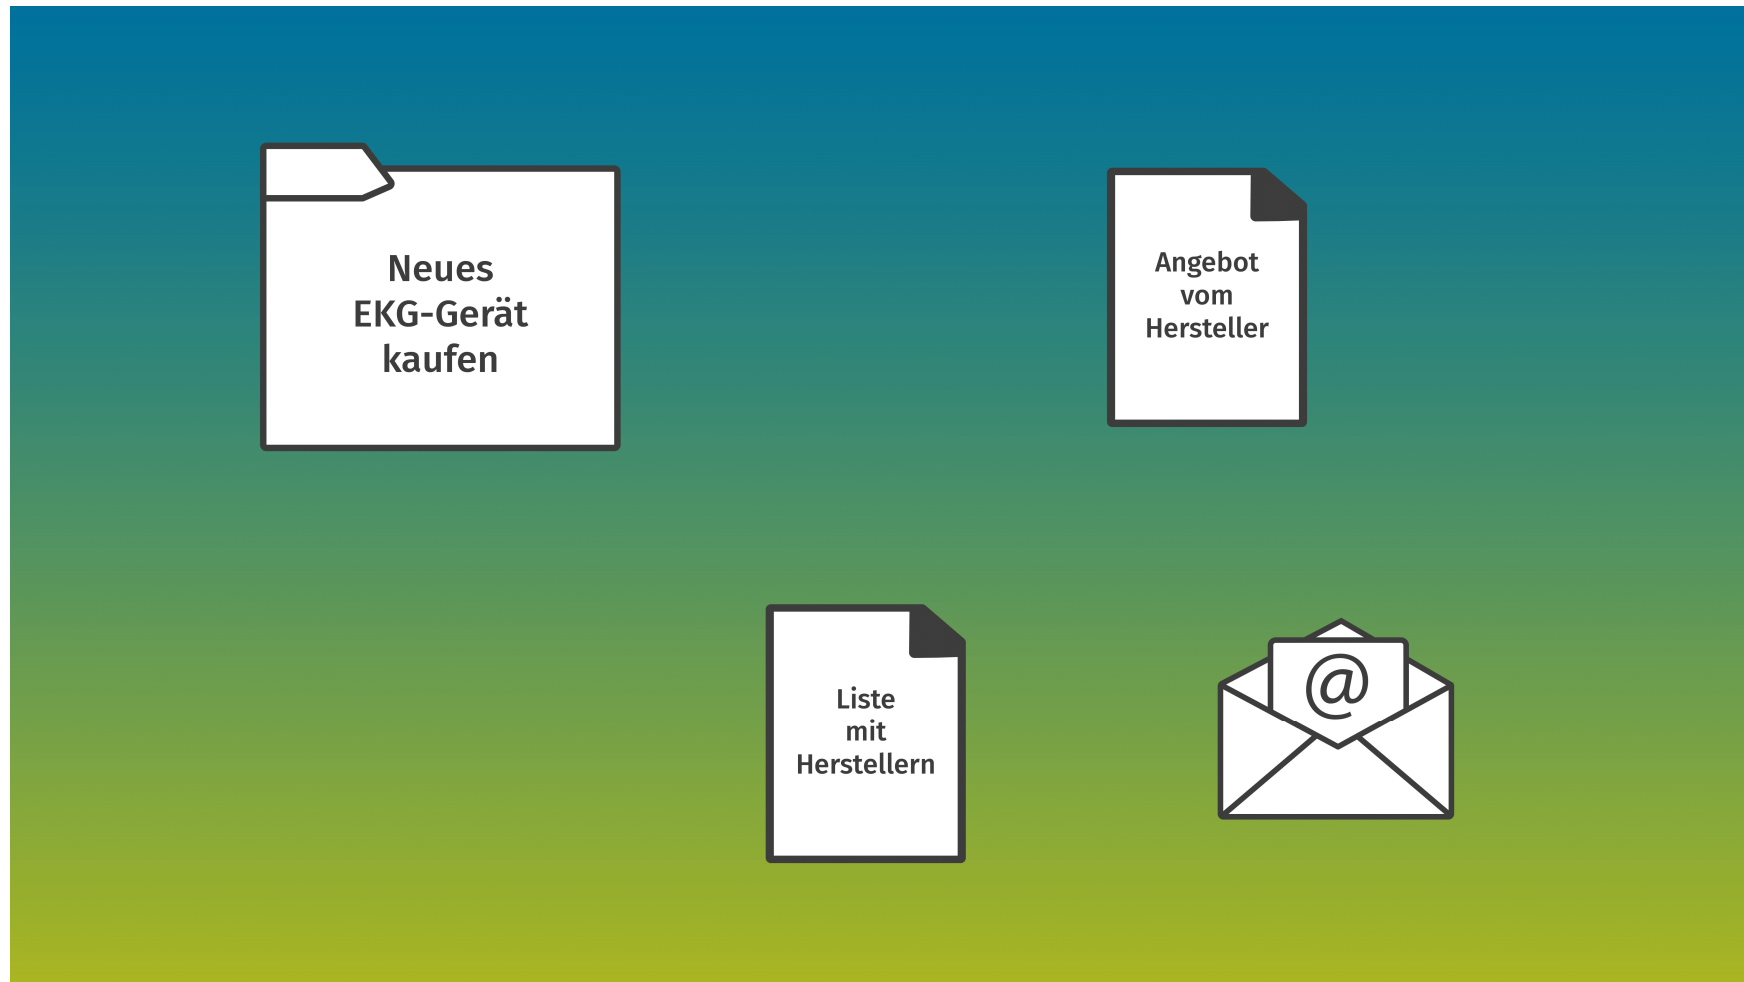 Neues
EKG-Gerät
kaufen
Angebot
vom
Hersteller
Liste
mit
Herstellern
@